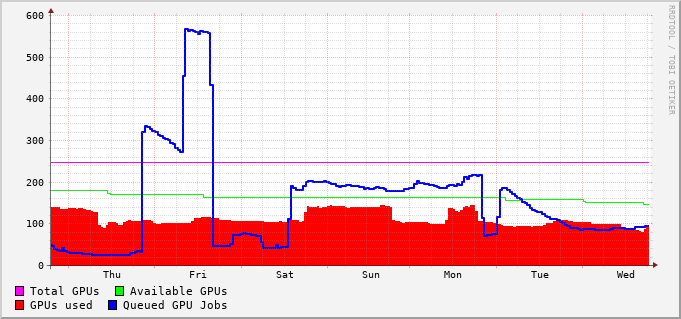 RRDTOOL / TOBI OETIKER
600
500
400
300
200
100
0
Thu Fri Sat Sun Mon Tue Wed
Total GPUs Available GPUs
GPUs used Queued GPU Jobs